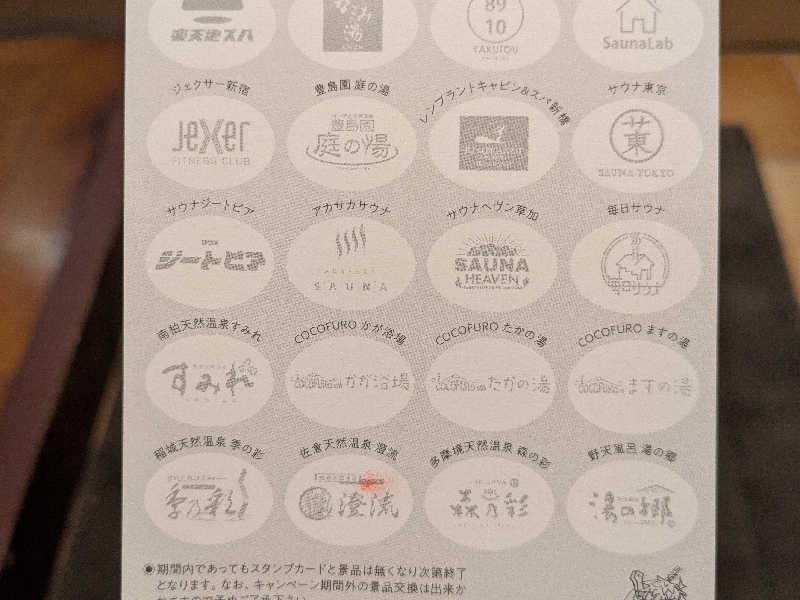 楽天地スパ
89
10
YAKUTOU
SaunaLab
ジェクサー新宿
豊島園 庭の湯
レンブラントキャビン&スパ新橋
サウナ東京
JEXER
FITNESS CLUB
豊島園
庭の湯
東
SAUNA TOKYO
サウナジートピア
アカサカサウナ
サウナヘヴン草加
毎日サウナ
ジートピア
SAUNA
SAUNA
HEAVEN
毎日サウナ
南柏天然温泉すみれ
COCOFURO かが浴場
COCOFURO たかの湯
COCOFURO ますの湯
すみれ
かが浴場
たかの湯
ますの湯
稲城天然温泉 季の彩
佐倉天然温泉 澄流
多摩境天然温泉 森の彩
野天風呂 湯の郷
季乃彩
澄流
森乃彩
湯の郷
◉期間内であってもスタンプカードと景品は無くなり次第終了
となります。なお、キャンペーン期間外の景品交換は出来か